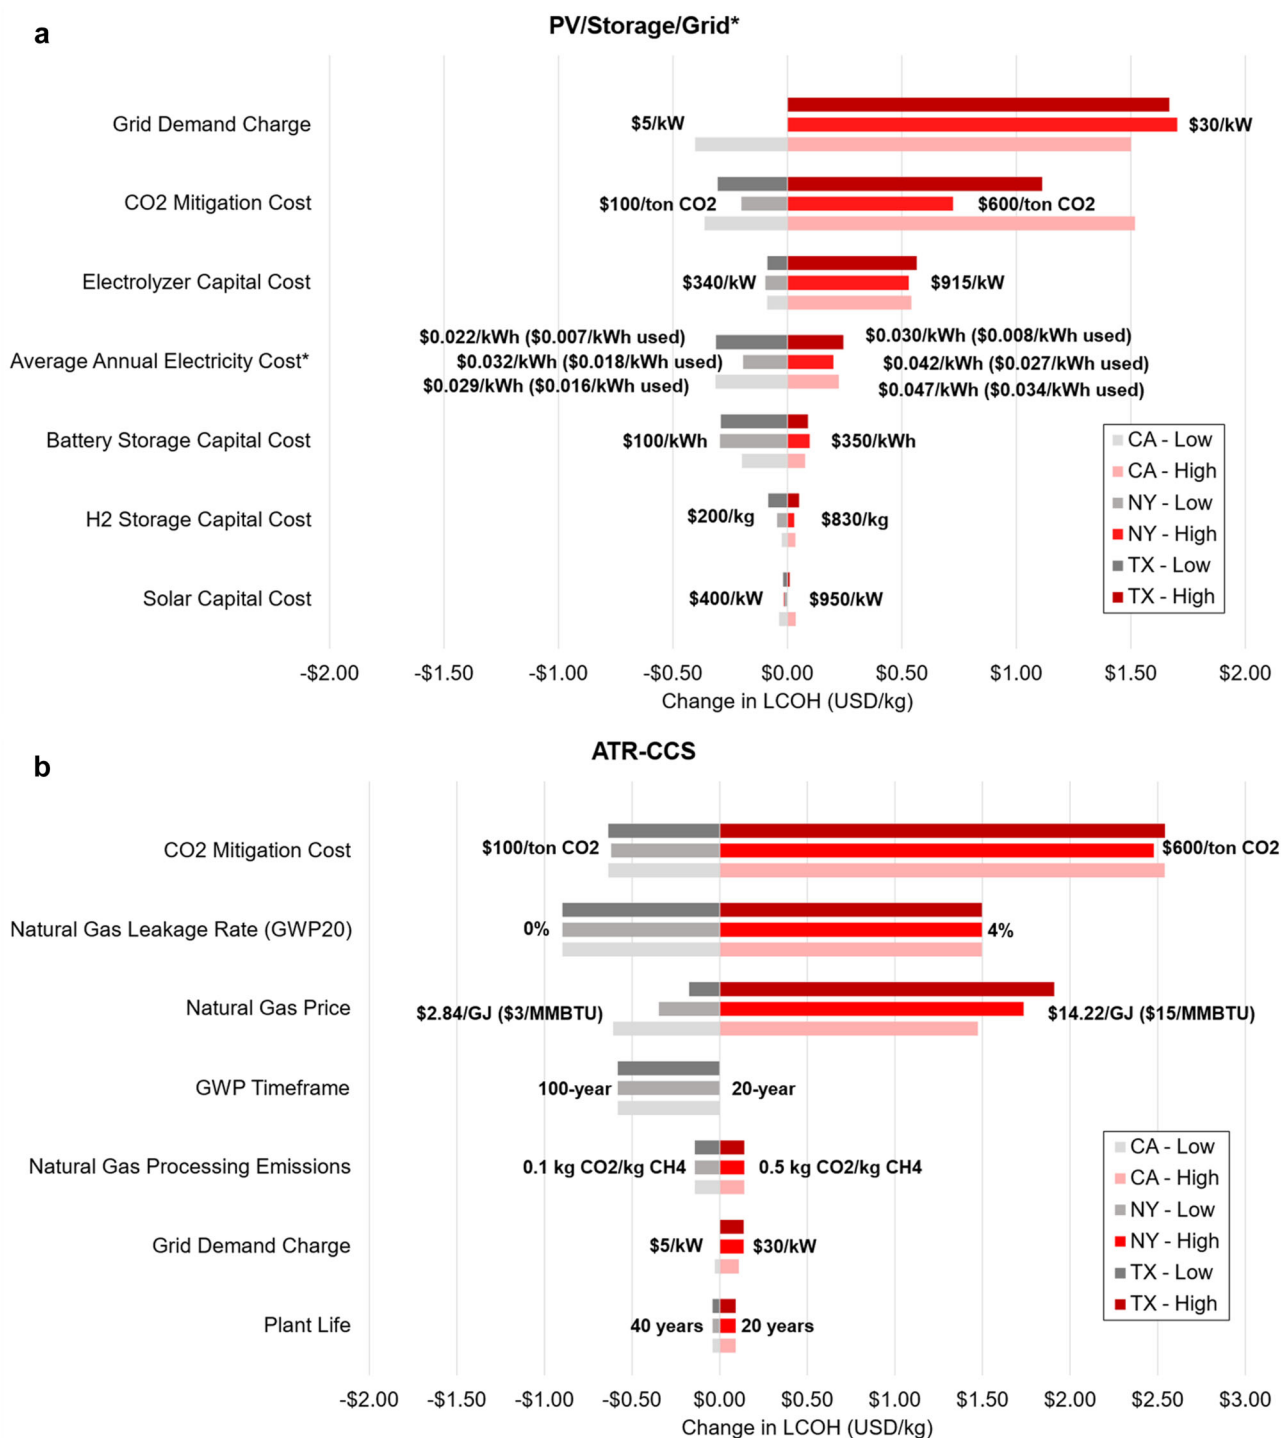 a
PV/Storage/Grid*
Grid Demand Charge
$5/kW
$30/kW
CO2 Mitigation Cost
$100/ton CO2
$600/ton CO2
Electrolyzer Capital Cost
$340/kW
$915/kW
Average Annual Electricity Cost*
$0.022/kWh ($0.007/kWh used)
$0.032/kWh ($0.018/kWh used)
$0.029/kWh ($0.016/kWh used)
$0.030/kWh ($0.008/kWh used)
$0.042/kWh ($0.027/kWh used)
$0.047/kWh ($0.034/kWh used)
Battery Storage Capital Cost
$100/kWh
$350/kWh
H2 Storage Capital Cost
$200/kg
$830/kg
Solar Capital Cost
$400/kW
$950/kW
CA - Low
CA - High
NY - Low
NY - High
TX - Low
TX - High
-$2.00 -$1.50 -$1.00 -$0.50 $0.00 $0.50 $1.00 $1.50 $2.00
Change in LCOH (USD/kg)
b
ATR-CCS
CO2 Mitigation Cost
$100/ton CO2
$600/ton CO2
Natural Gas Leakage Rate (GWP20)
0%
4%
Natural Gas Price
$2.84/GJ ($3/MMBTU)
$14.22/GJ ($15/MMBTU)
GWP Timeframe
100-year
20-year
Natural Gas Processing Emissions
0.1 kg CO2/kg CH4
0.5 kg CO2/kg CH4
Grid Demand Charge
$5/kW
$30/kW
Plant Life
40 years
20 years
CA - Low
CA - High
NY - Low
NY - High
TX - Low
TX - High
-$2.00 -$1.50 -$1.00 -$0.50 $0.00 $0.50 $1.00 $1.50 $2.00 $2.50 $3.00
Change in LCOH (USD/kg)